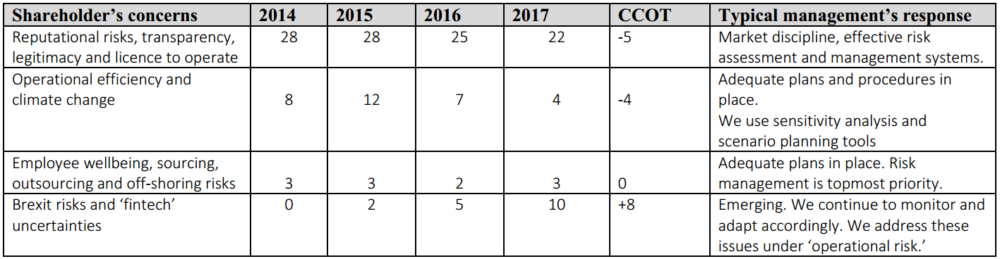 Shareholder’s concerns 2014 2015 2016 2017 CCOT Typical management’s response
Reputational risks, transparency, 28 28 25 22 -5 Market discipline, effective risk
legitimacy and licence to operate assessment and management systems.
Operational efficiency and Adequate plans and procedures in
climate change 8 12 7 4 -4 place.
We use sensitivity analysis and
scenario planning tools
Employee wellbeing, sourcing, Adequate plans in place. Risk
outsourcing and off-shoring risks 3 3 2 3 0 management is topmost priority.
Brexit risks and ‘fintech’ 0 2 5 10 +8 Emerging. We continue to monitor and
uncertainties adapt accordingly. We address these
issues under ‘operational risk.’